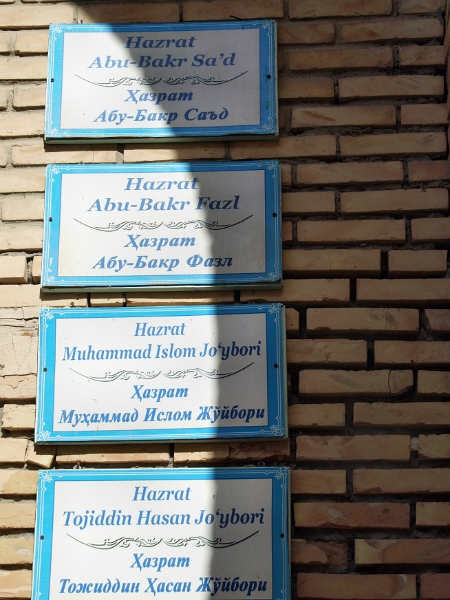 Hazrat
Abu-Bakr Sa'd
Ҳазрат
Абу-Бакр Саъд
Hazrat
Abu-Bakr Fazl
Ҳазрат
Абу-Бакр Фазл
Hazrat
Muhammad Islom Jo‘ybori
Ҳазрат
Муҳаммад Ислом Жўйбори
Hazrat
Tojiddin Hasan Jo‘ybori
Ҳазрат
Тожиддин Ҳасан Жўйбори